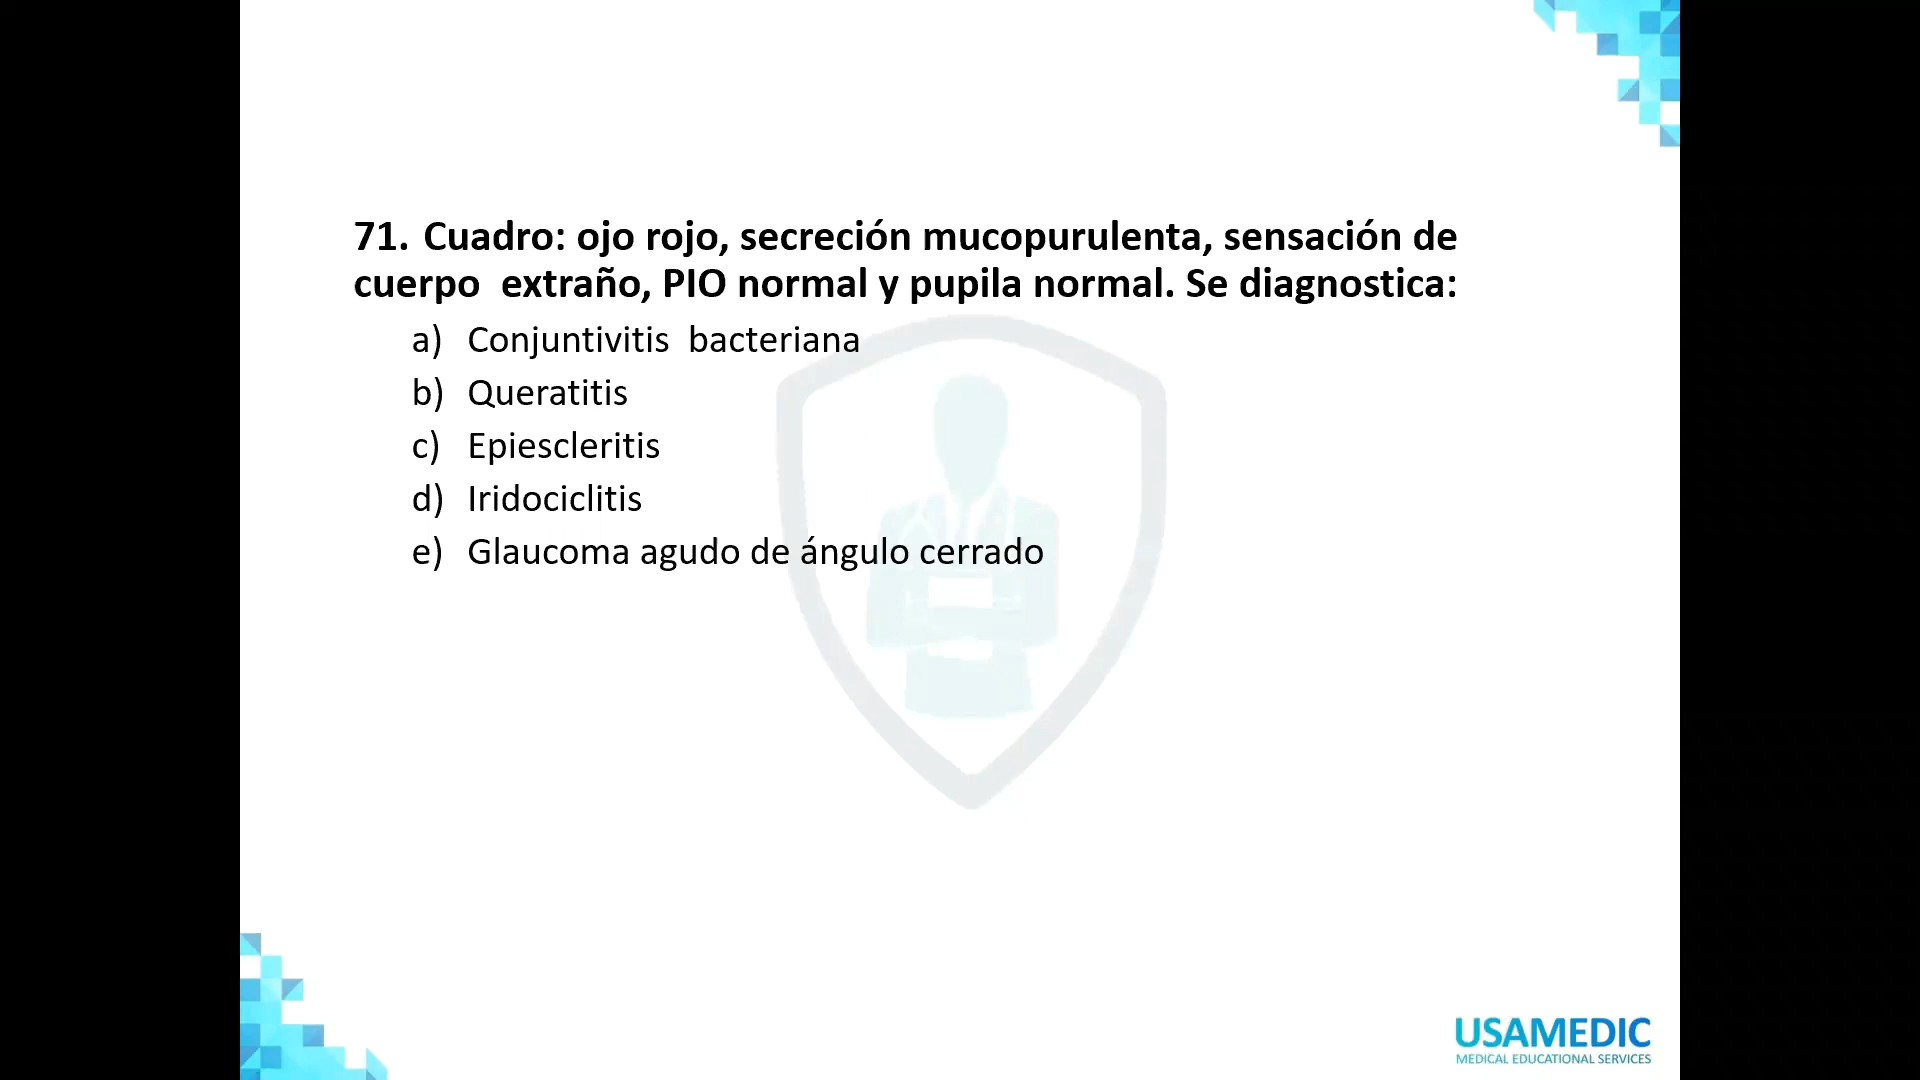 71. Cuadro: ojo rojo, secreción mucopurulenta, sensación de
cuerpo extraño, PIO normal y pupila normal. Se diagnostica:
a) Conjuntivitis bacteriana
b) Queratitis
c) Epiescleritis
d) Iridociclitis
e) Glaucoma agudo de ángulo cerrado
USAMEDIC
MEDICAL EDUCATIONAL SERVICES